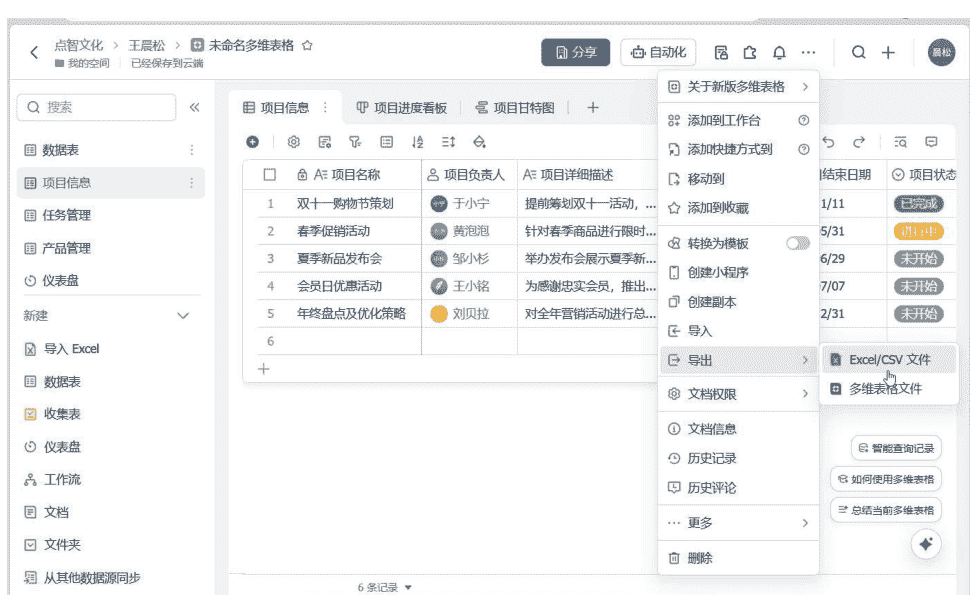 点智文化 > 王晨松 > 未命名多维表格
我的空间 | 已经保存到云端
分享
自动化
晨松
搜索
数据表
项目信息
任务管理
产品管理
仪表盘
新建
导入 Excel
数据表
收集表
仪表盘
工作流
文档
文件夹
从其他数据源同步
项目信息
项目进度看板
项目甘特图
项目名称 项目负责人 项目详细描述 结束日期 项目状态
1 双十一购物节策划 于小宁 提前筹划双十一活动，... 1/11 已完成
2 春季促销活动 黄泡泡 针对春季商品进行限时... 5/31 进行中
3 夏季新品发布会 邹小杉 举办发布会展示夏季新... 6/29 未开始
4 会员日优惠活动 王小铭 为感谢忠实会员，推出... 7/07 未开始
5 年终盘点及优化策略 刘贝拉 对全年营销活动进行总... 2/31 未开始
6
关于新版多维表格
添加到工作台
添加快捷方式到
移动到
添加到收藏
转换为模板
创建小程序
创建副本
导入
导出
文档权限
文档信息
历史记录
历史评论
更多
删除
Excel/CSV 文件
多维表格文件
智能查询记录
如何使用多维表格
总结当前多维表格
6 条记录